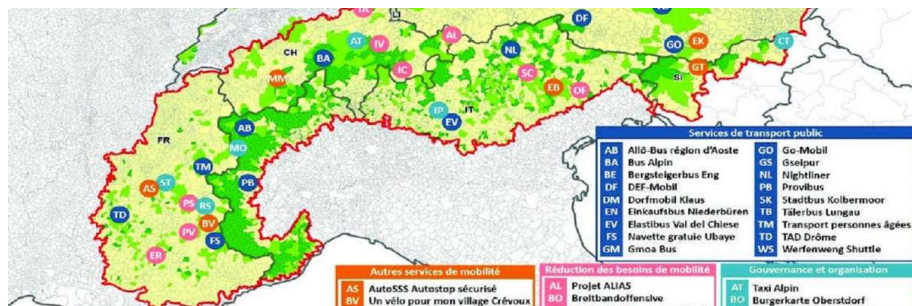 DF
LI
CH
AT
IV
AL
NL
GO
EK
CT
BA
IC
SC
GT
SI
MM
EB
OF
IP
IT
EV
AB
FR
MO
TM
PB
AS
ST
PS
RS
TD
BV
PV
FS
ER
Services de transport public
AB Allô-Bus région d'Aoste
BA Bus Alpin
BE Bergsteigerbus Eng
DF DEF-Mobil
DM Dorfmobil Klaus
EN Einkaufsbus Niederbüren
EV Elastibus Val del Chiese
FS Navette gratuie Ubaye
GM Gmoa Bus
GO Go-Mobil
GS Gseipur
NL Nightliner
PB Provibus
SK Stadtbus Kolbermoor
TB Tälerbus Lungau
TM Transport personnes âgées
TD TAD Drôme
WS Werfenweng Shuttle
Autres services de mobilité
AS AutoSSS Autostop sécurisé
BV Un vélo pour mon village Crévoux
Réduction des besoins de mobilité
AL Projet ALIAS
BO Breitbandoffensive
Gouvernance et organisation
AT Taxi Alpin
BO Burgerkarte Oberstdorf